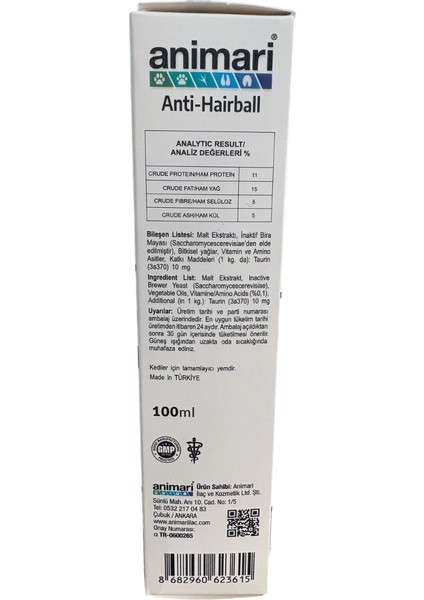 animari®
Anti-Hairball
ANALYTIC RESULT/
ANALİZ DEĞERLERİ %
CRUDE PROTEIN/HAM PROTEİN 11
CRUDE FAT/HAM YAĞ 15
CRUDE FIBRE/HAM SELÜLOZ 5
CRUDE ASH/HAM KÜL 5
Bileşen Listesi: Malt Ekstraktı, İnaktif Bira
Mayası (Saccharomycescerevisiae'den elde
edilmiştir), Bitkisel yağlar, Vitamin ve Amino
Asitler, Katkı Maddeleri (1 kg. da): Taurin
(3a370) 10 mg
Ingredient List: Malt Ekstrakt, Inactive
Brewer Yeast (Saccharomycescerevisiae),
Vegetable Oils, Vitamine/Amino Acids (%0,1),
Additional (in 1 kg.): Taurin (3a370) 10 mg
Uyarılar: Üretim tarihi ve parti numarası
ambalaj üzerindedir. En uygun tüketim tarihi
üretimden itibaren 24 aydır. Ambalaj açıldıktan
sonra 30 gün içerisinde tüketilmesi önerilir.
Güneş ışığından uzakta oda sıcaklığında
muhafaza ediniz.
Kediler için tamamlayıcı yemdir.
Made in TÜRKİYE
100ml
GMP
animari
Ürün Sahibi: Animari
İlaç ve Kozmetik Ltd. Şti.
Sünlü Mah. Anı 10. Cad. No: 1/5
Tel: 0532 217 04 83
Çubuk / ANKARA
www.animariilac.com
Onay Numarası:
α TR-0600265
8 682960 623615